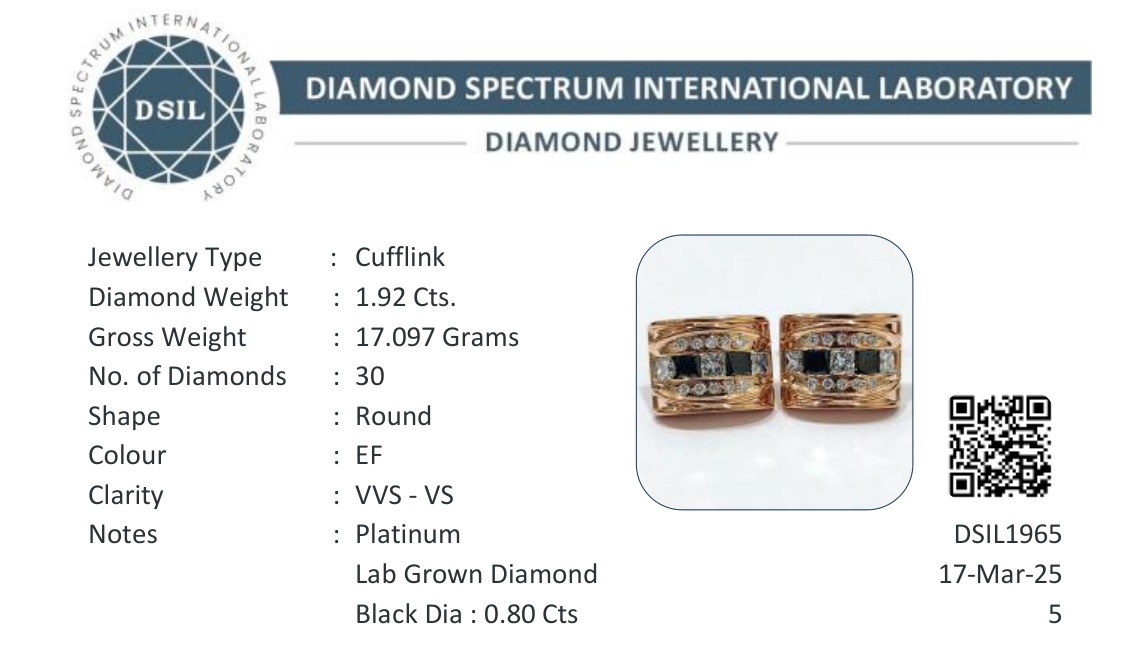 DIAMOND SPECTRUM INTERNATIONAL LABORATORY
DSIL
DIAMOND SPECTRUM INTERNATIONAL LABORATORY
DIAMOND JEWELLERY
Jewellery Type : Cufflink
Diamond Weight : 1.92 Cts.
Gross Weight : 17.097 Grams
No. of Diamonds : 30
Shape : Round
Colour : EF
Clarity : VVS - VS
Notes : Platinum
DSIL1965
Lab Grown Diamond
17-Mar-25
Black Dia : 0.80 Cts
5